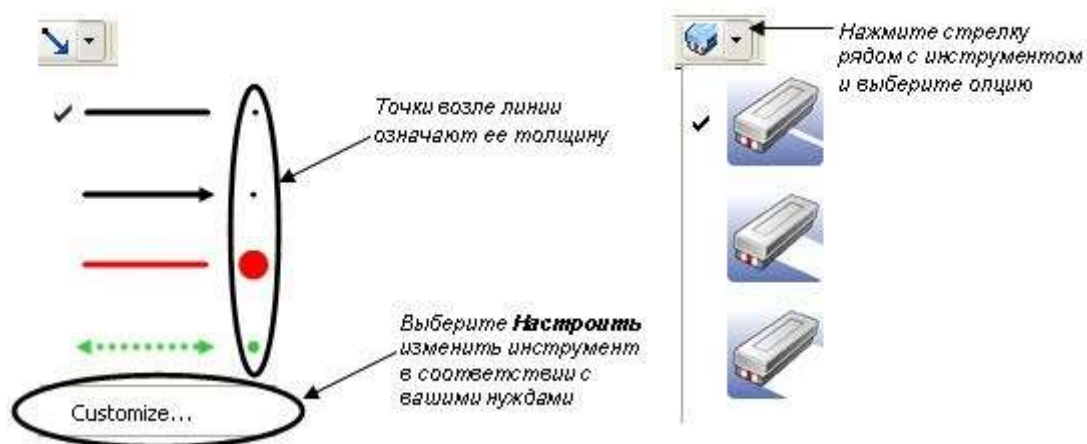 Нажмите стрелку
рядом с инструментом
и выберите опцию
Точки возле линии
означают ее толщину
Выберите Настроить
изменить инструмент
в соответствии с
вашими нуждами
Customize...